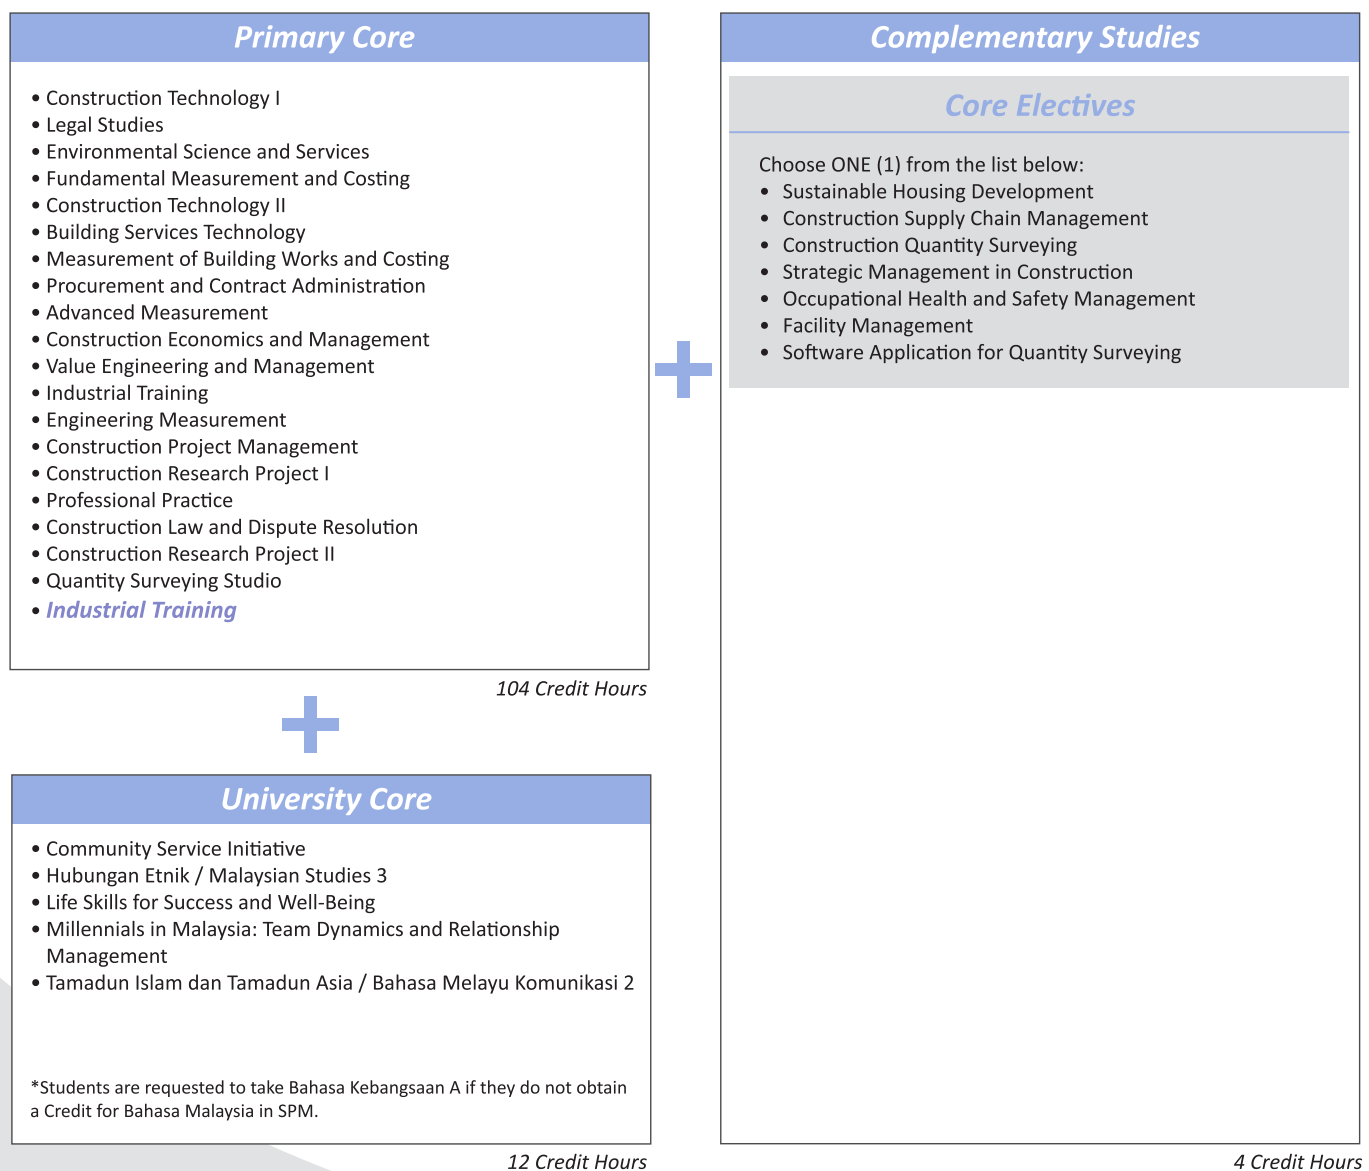 Primary Core
• Construction Technology I
• Legal Studies
• Environmental Science and Services
• Fundamental Measurement and Costing
• Construction Technology II
• Building Services Technology
• Measurement of Building Works and Costing
• Procurement and Contract Administration
• Advanced Measurement
• Construction Economics and Management
• Value Engineering and Management
• Industrial Training
• Engineering Measurement
• Construction Project Management
• Construction Research Project I
• Professional Practice
• Construction Law and Dispute Resolution
• Construction Research Project II
• Quantity Surveying Studio
• Industrial Training
104 Credit Hours
+
University Core
• Community Service Initiative
• Hubungan Etnik / Malaysian Studies 3
• Life Skills for Success and Well-Being
• Millennials in Malaysia: Team Dynamics and Relationship
Management
• Tamadun Islam dan Tamadun Asia / Bahasa Melayu Komunikasi 2
*Students are requested to take Bahasa Kebangsaan A if they do not obtain
a Credit for Bahasa Malaysia in SPM.
12 Credit Hours
+
Complementary Studies
Core Electives
Choose ONE (1) from the list below:
• Sustainable Housing Development
• Construction Supply Chain Management
• Construction Quantity Surveying
• Strategic Management in Construction
• Occupational Health and Safety Management
• Facility Management
• Software Application for Quantity Surveying
4 Credit Hours